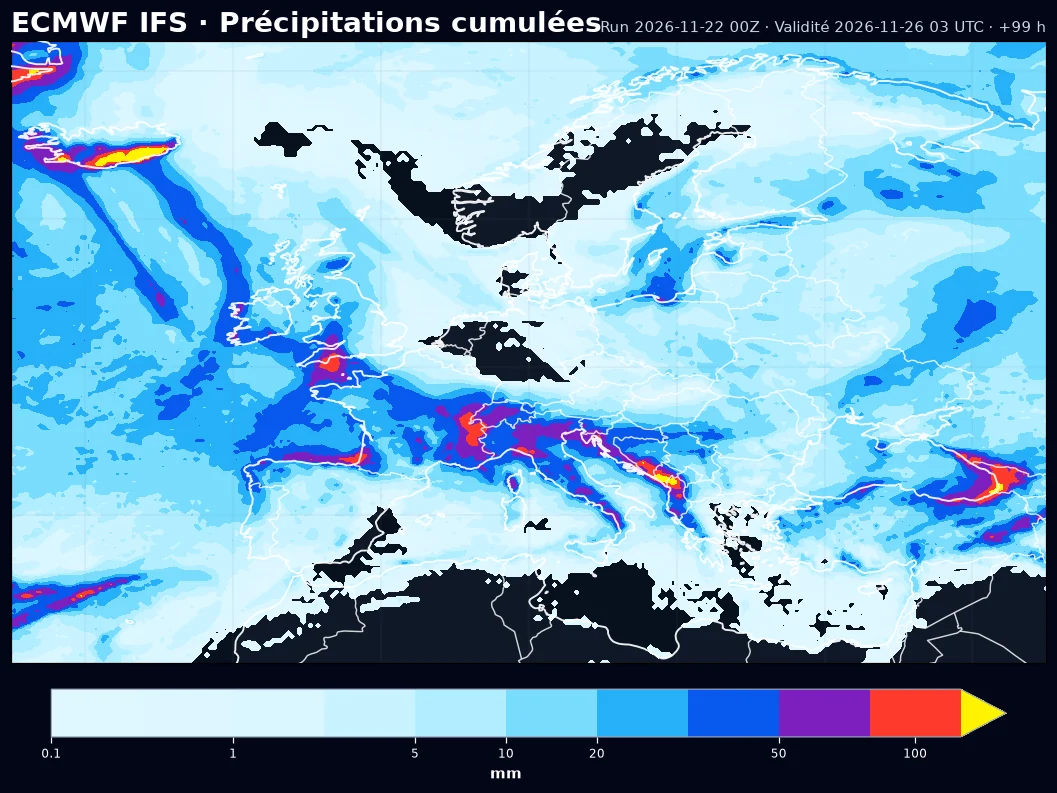 ECMWF IFS · Précipitations cumulées
Run 2026-11-22 00Z · Validité 2026-11-26 03 UTC · +99 h
0.1 1 5 10 20 50 100
mm